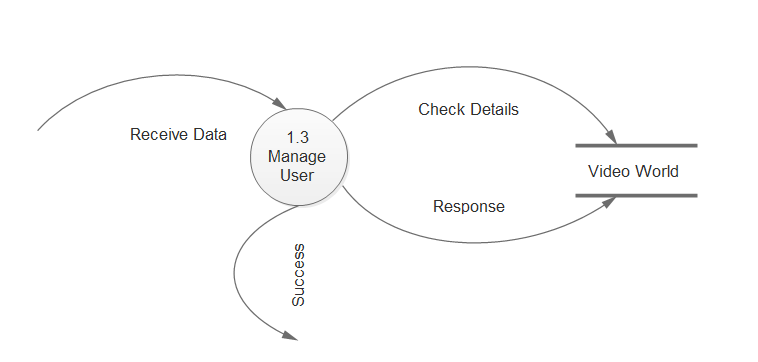 Receive Data
1.3
Manage
User
Check Details
Video World
Response
Success